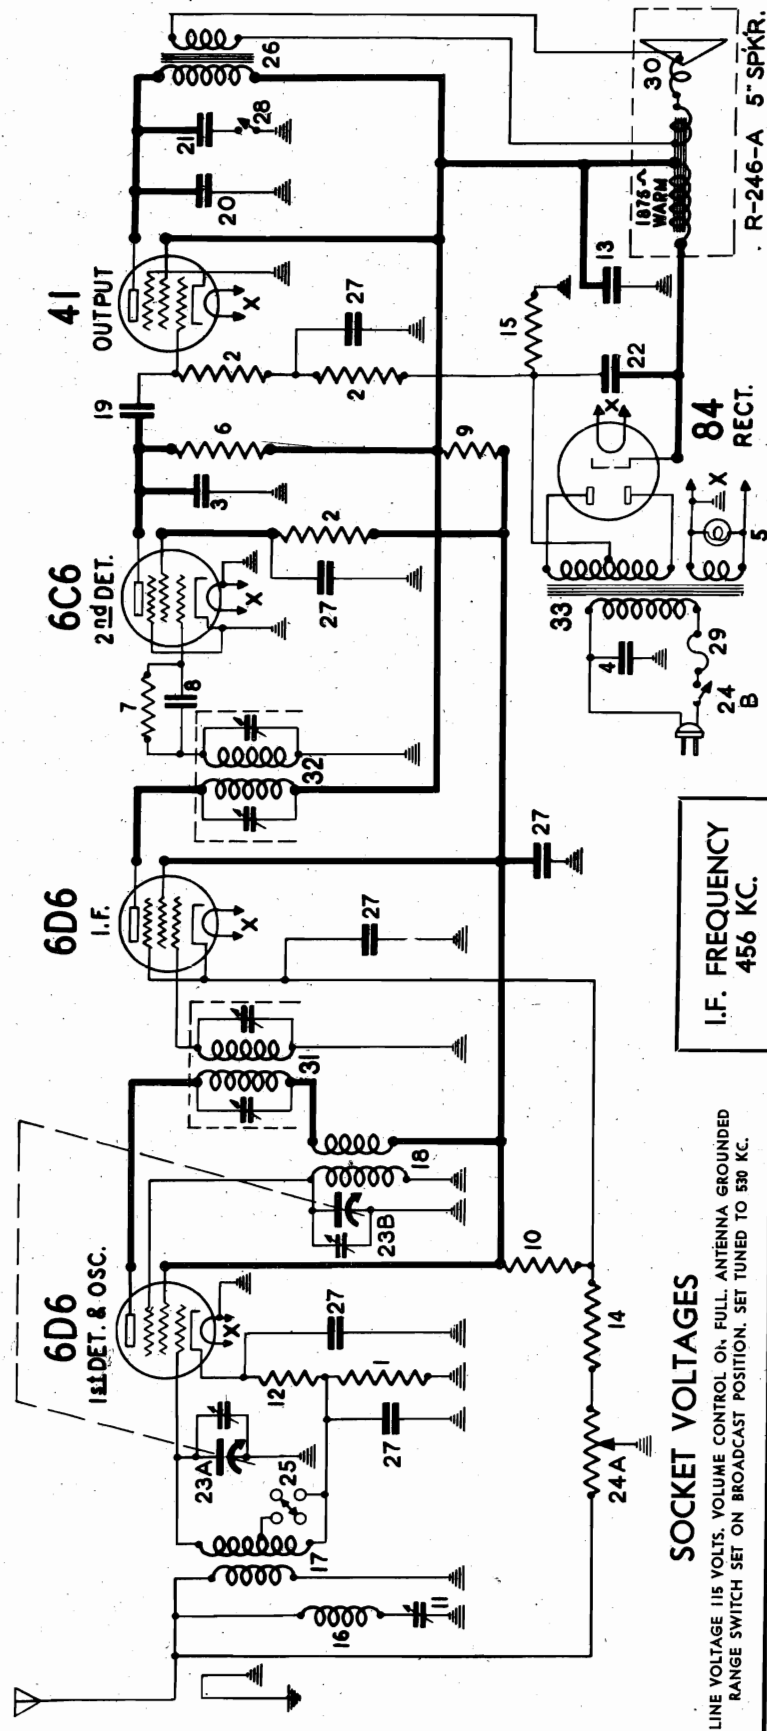 6D6
1st DET. & OSC.
6D6
I.F.
6C6
2nd DET.
41
OUTPUT
84
RECT.
26
21
28
20
27
2
2
19
6
3
9
2
27
7
8
32
27
27
31
18
23B
10
27
12
1
27
23A
25
17
16
11
14
24A
15
13
22
30
1875~
WARM
R-246-A 5" SP'K'R.
33
4
29
24
B
5
X
X
X
X
X
X
I.F. FREQUENCY
456 KC.
SOCKET VOLTAGES
LINE VOLTAGE 115 VOLTS. VOLUME CONTROL ON FULL. ANTENNA GROUNDED
RANGE SWITCH SET ON BROADCAST POSITION. SET TUNED TO 530 KC.